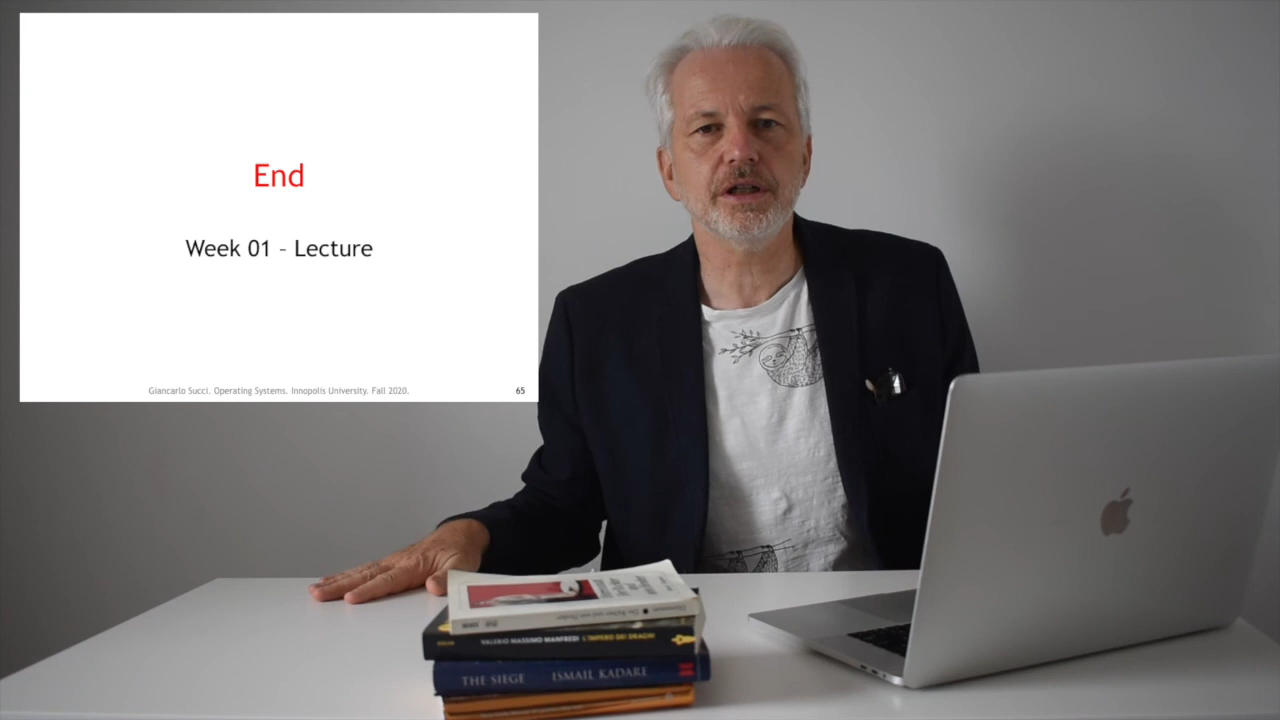 End
Week 01 – Lecture
Giancarlo Succi. Operating Systems. Innopolis University. Fall 2020.
65
VALERIO MASSIMO MANFREDI L'IMPERO DEI DRAGHI
THE SIEGE ISMAIL KADARE